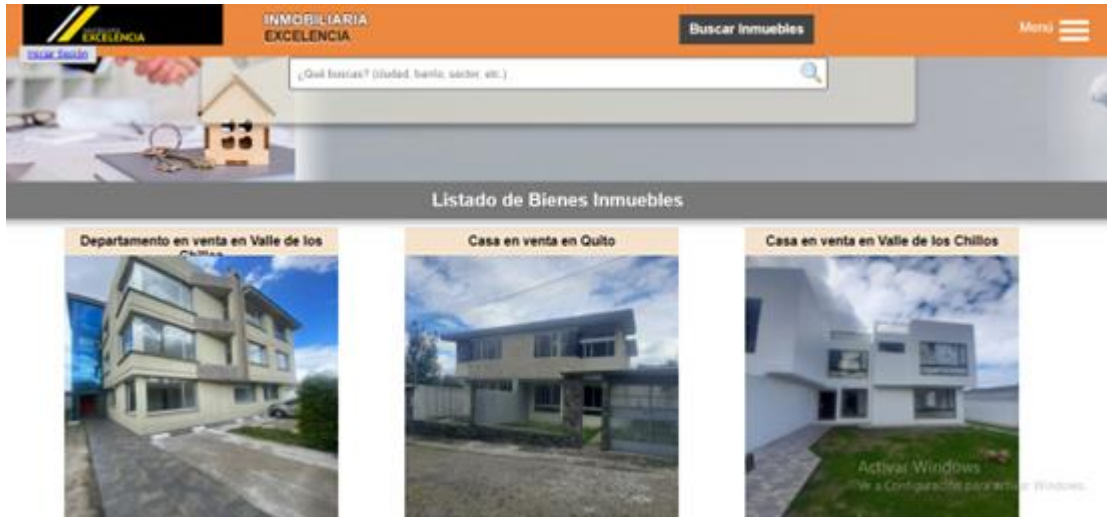 EXCELENCIA
INMOBILIARIA
EXCELENCIA
Buscar Inmuebles
Menú
Iniciar Sesión
¿Qué buscas? (ciudad, barrio, sector, etc.)
Listado de Bienes Inmuebles
Departamento en venta en Valle de los
Chillos
Casa en venta en Quito
Casa en venta en Valle de los Chillos
Activar Windows
Ve a Configuración para activar Windows.